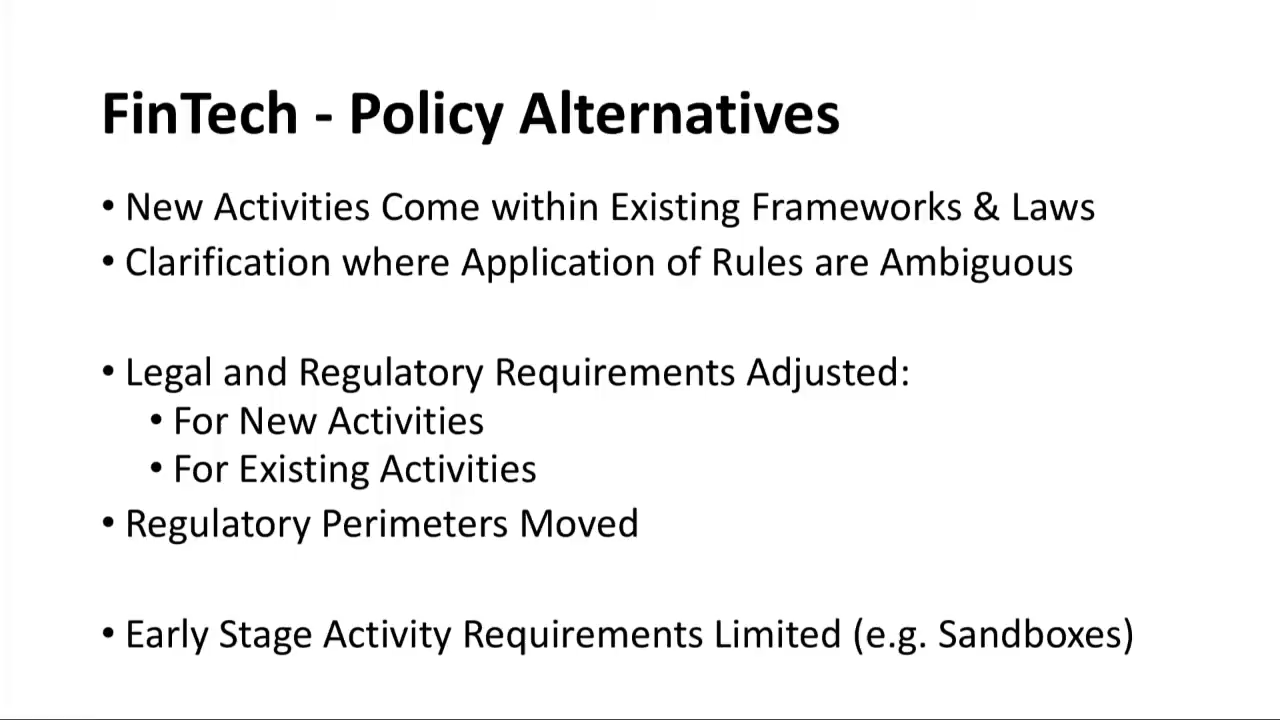 FinTech - Policy Alternatives
• New Activities Come within Existing Frameworks & Laws
• Clarification where Application of Rules are Ambiguous
• Legal and Regulatory Requirements Adjusted:
• For New Activities
• For Existing Activities
• Regulatory Perimeters Moved
• Early Stage Activity Requirements Limited (e.g. Sandboxes)